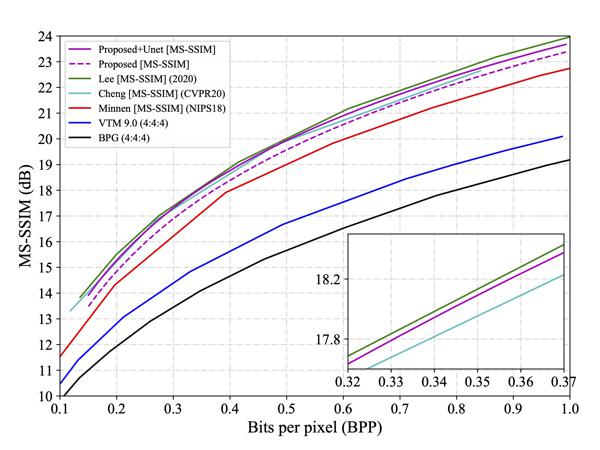 24
23
22
21
20
19
18
17
16
15
14
13
12
11
10
MS-SSIM (dB)
Proposed+Unet [MS-SSIM]
Proposed [MS-SSIM]
Lee [MS-SSIM] (2020)
Cheng [MS-SSIM] (CVPR20)
Minnen [MS-SSIM] (NIPS18)
VTM 9.0 (4:4:4)
BPG (4:4:4)
18.2
17.8
0.32 0.33 0.34 0.35 0.36 0.37
0.1 0.2 0.3 0.4 0.5 0.6 0.7 0.8 0.9 1.0
Bits per pixel (BPP)